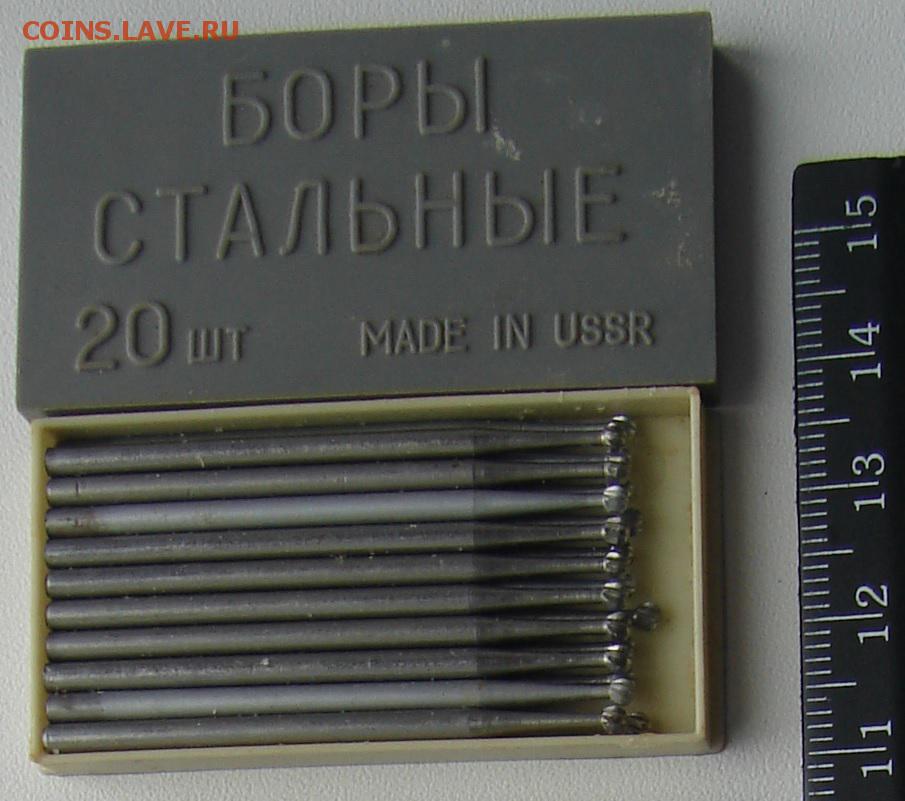 COINS.LAVE.RU
БОРЫ
СТАЛЬНЫЕ
20 шт MADE IN USSR
15
14
13
12
11